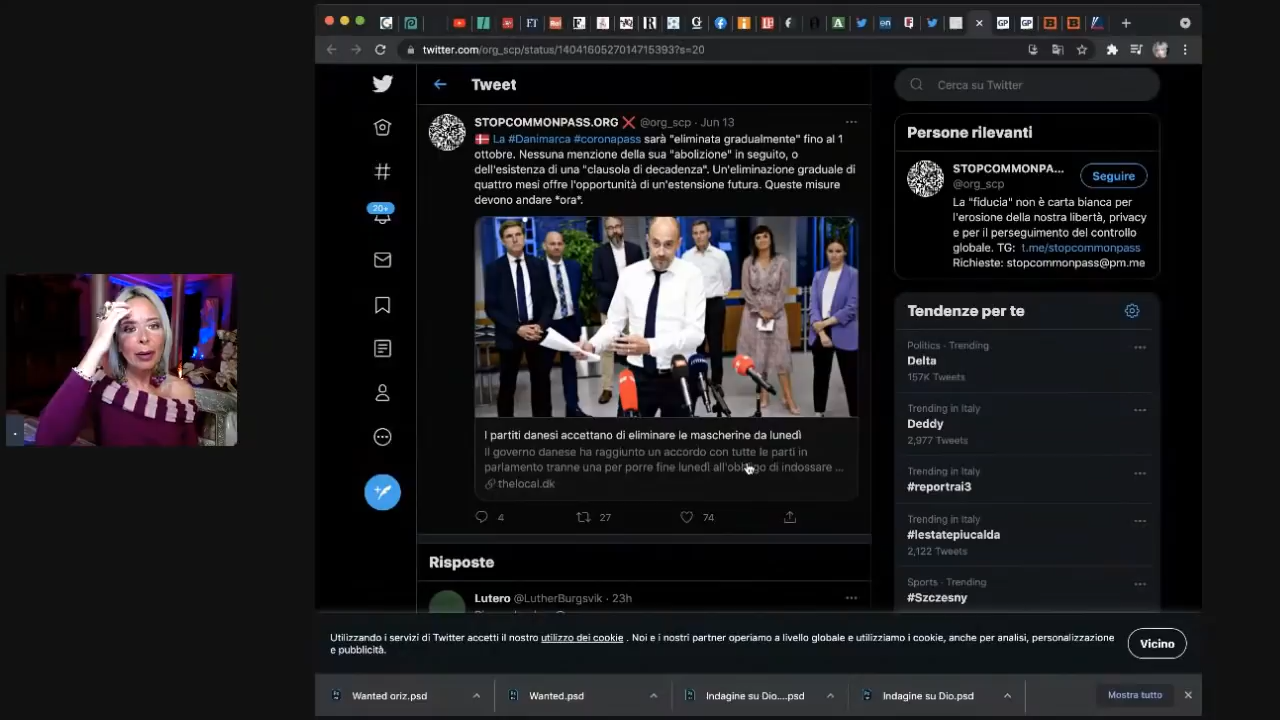 twitter.com/org_scp/status/1404160527014715393?s=20
Tweet
Cerca su Twitter
STOPCOMMONPASS.ORG ❌ @org_scp · Jun 13
🇩🇰 La #Danimarca #coronapass sarà "eliminata gradualmente" fino al 1
ottobre. Nessuna menzione della sua "abolizione" in seguito, o
dell'esistenza di una "clausola di decadenza". Un'eliminazione graduale di
quattro mesi offre l'opportunità di un'estensione futura. Queste misure
devono andare *ora*.
I partiti danesi accettano di eliminare le mascherine da lunedì
Il governo danese ha raggiunto un accordo con tutte le parti in
parlamento tranne una per porre fine lunedì all'obbligo di indossare ...
thelocal.dk
4 27 74
Risposte
Lutero @LutherBurgsvik · 23h
20+
Persone rilevanti
STOPCOMMONPA...
@org_scp
Seguire
La "fiducia" non è carta bianca per
l'erosione della nostra libertà, privacy
e per il perseguimento del controllo
globale. TG: t.me/stopcommonpass
Richieste: stopcommonpass@pm.me
Tendenze per te
Politics · Trending
Delta
157K Tweets
Trending in Italy
Deddy
2,977 Tweets
Trending in Italy
#reportrai3
Trending in Italy
#lestatepiucalda
2,122 Tweets
Sports · Trending
#Szczesny
Utilizzando i servizi di Twitter accetti il nostro utilizzo dei cookie . Noi e i nostri partner operiamo a livello globale e utilizziamo i cookie, anche per analisi, personalizzazione
e pubblicità.
Vicino
Wanted oriz.psd
Wanted.psd
Indagine su Dio....psd
Indagine su Dio.psd
Mostra tutto